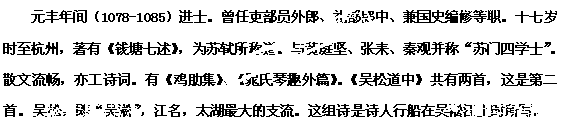 元丰年间（1078-1085）进士。曾任吏部员外郎、礼部郎中、兼国史编修等职。十七岁
时至杭州，著有《钱塘七述》，为苏轼所称道。与黄庭坚、张耒、秦观并称“苏门四学士”。
散文流畅，亦工诗词。有《鸡肋集》、《晁氏琴趣外篇》。《吴松道中》共有两首，这是第二
首。吴松，即“吴淞”，江名，太湖最大的支流。这组诗是诗人行船在吴淞江上时所写。